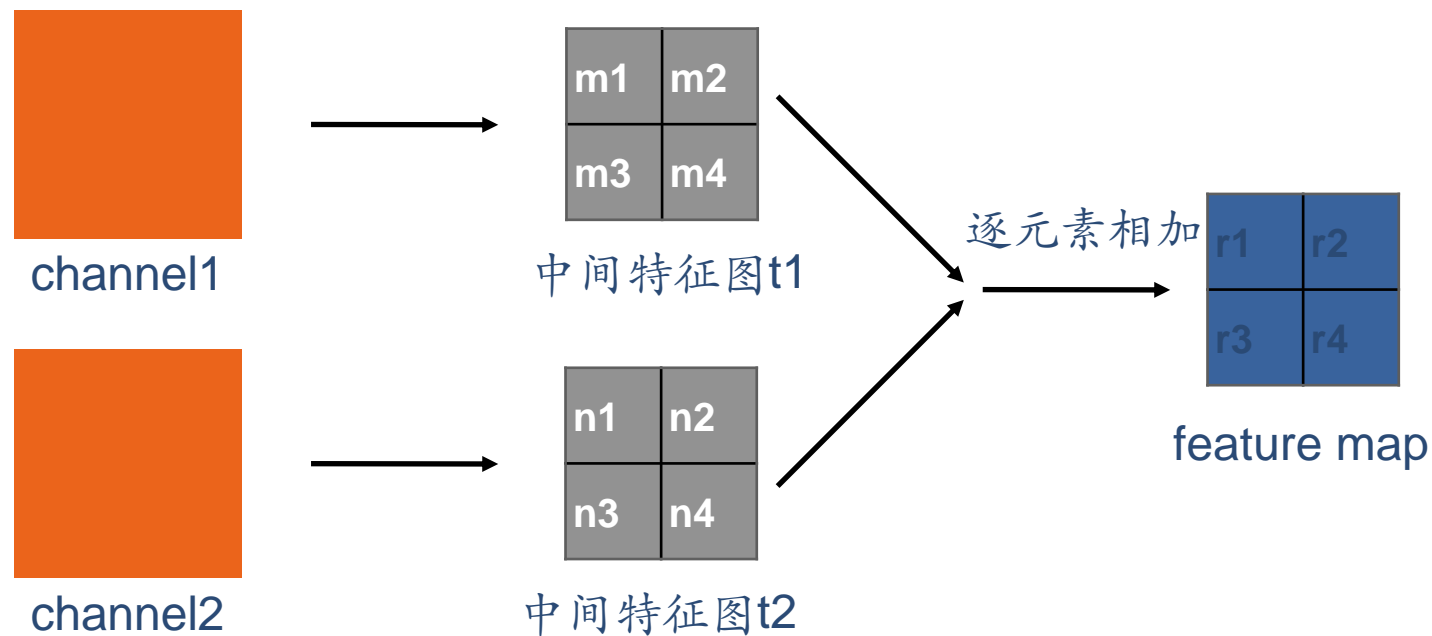 channel1
m1 m2
m3 m4
中间特征图t1
逐元素相加
r1 r2
r3 r4
feature map
channel2
n1 n2
n3 n4
中间特征图t2